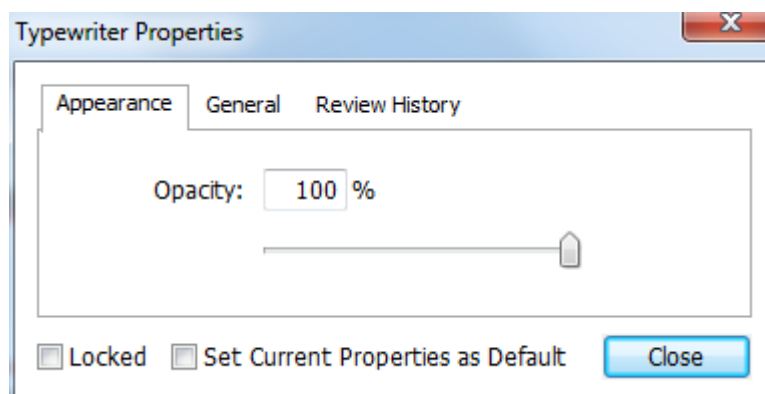 Typewriter Properties
Appearance General Review History
Opacity: 100 %
Locked Set Current Properties as Default Close